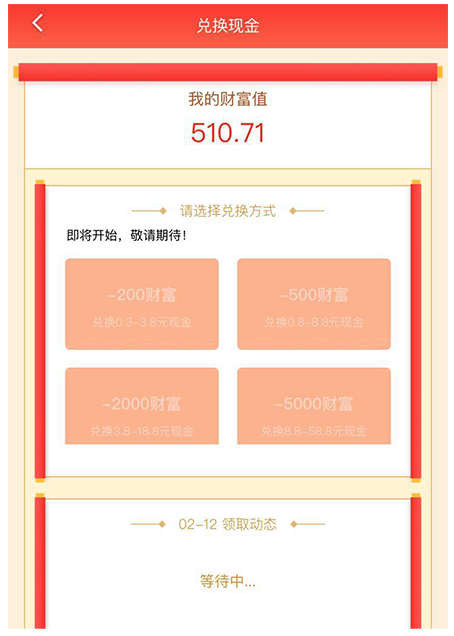 兑换现金
我的财富值
510.71
请选择兑换方式
即将开始，敬请期待！
-200财富
兑换0.3-3.8元现金
-500财富
兑换0.8-8.8元现金
-2000财富
兑换3.8-18.8元现金
-5000财富
兑换8.8-58.8元现金
02-12 领取动态
等待中...